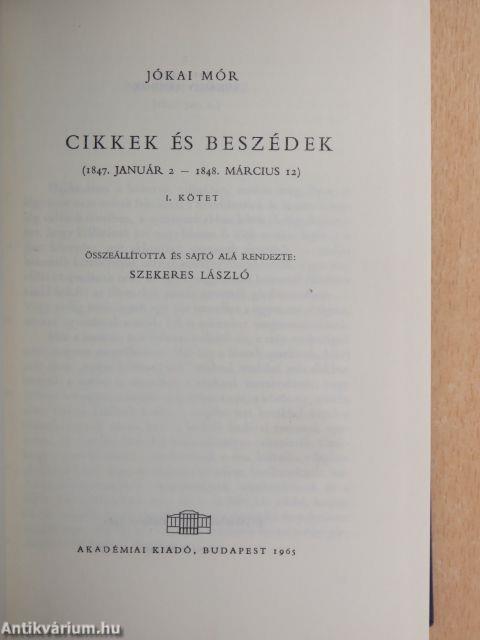 JÓKAI MÓR
CIKKEK ÉS BESZÉDEK
(1847. JANUÁR 2 – 1848. MÁRCIUS 12)
I. KÖTET
ÖSSZEÁLLÍTOTTA ÉS SAJTÓ ALÁ RENDEZTE:
SZEKERES LÁSZLÓ
AKADÉMIAI KIADÓ, BUDAPEST 1965
Antikvárium.hu